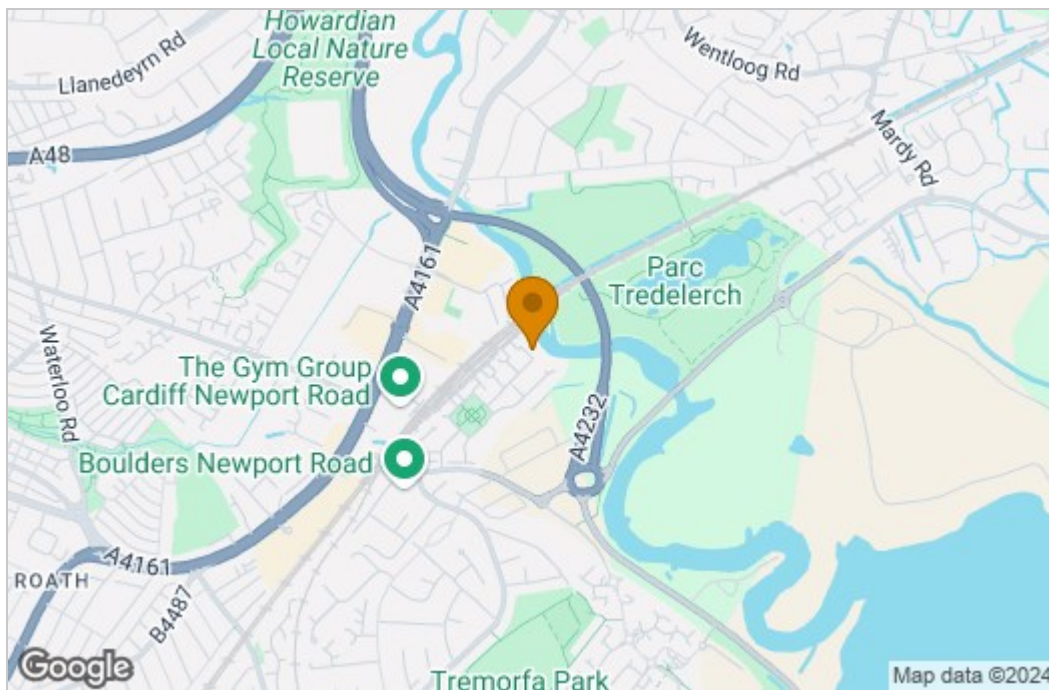 Howardian
Local Nature
Reserve
Llanedeyrn Rd
Wentloog Rd
A48
Mardy Rd
A4161
Parc
Tredelerch
Waterloo Rd
The Gym Group
Cardiff Newport Road
A4232
Boulders Newport Road
A4161
ROATH
B4487
Google
Tremorfa Park
Map data ©2024